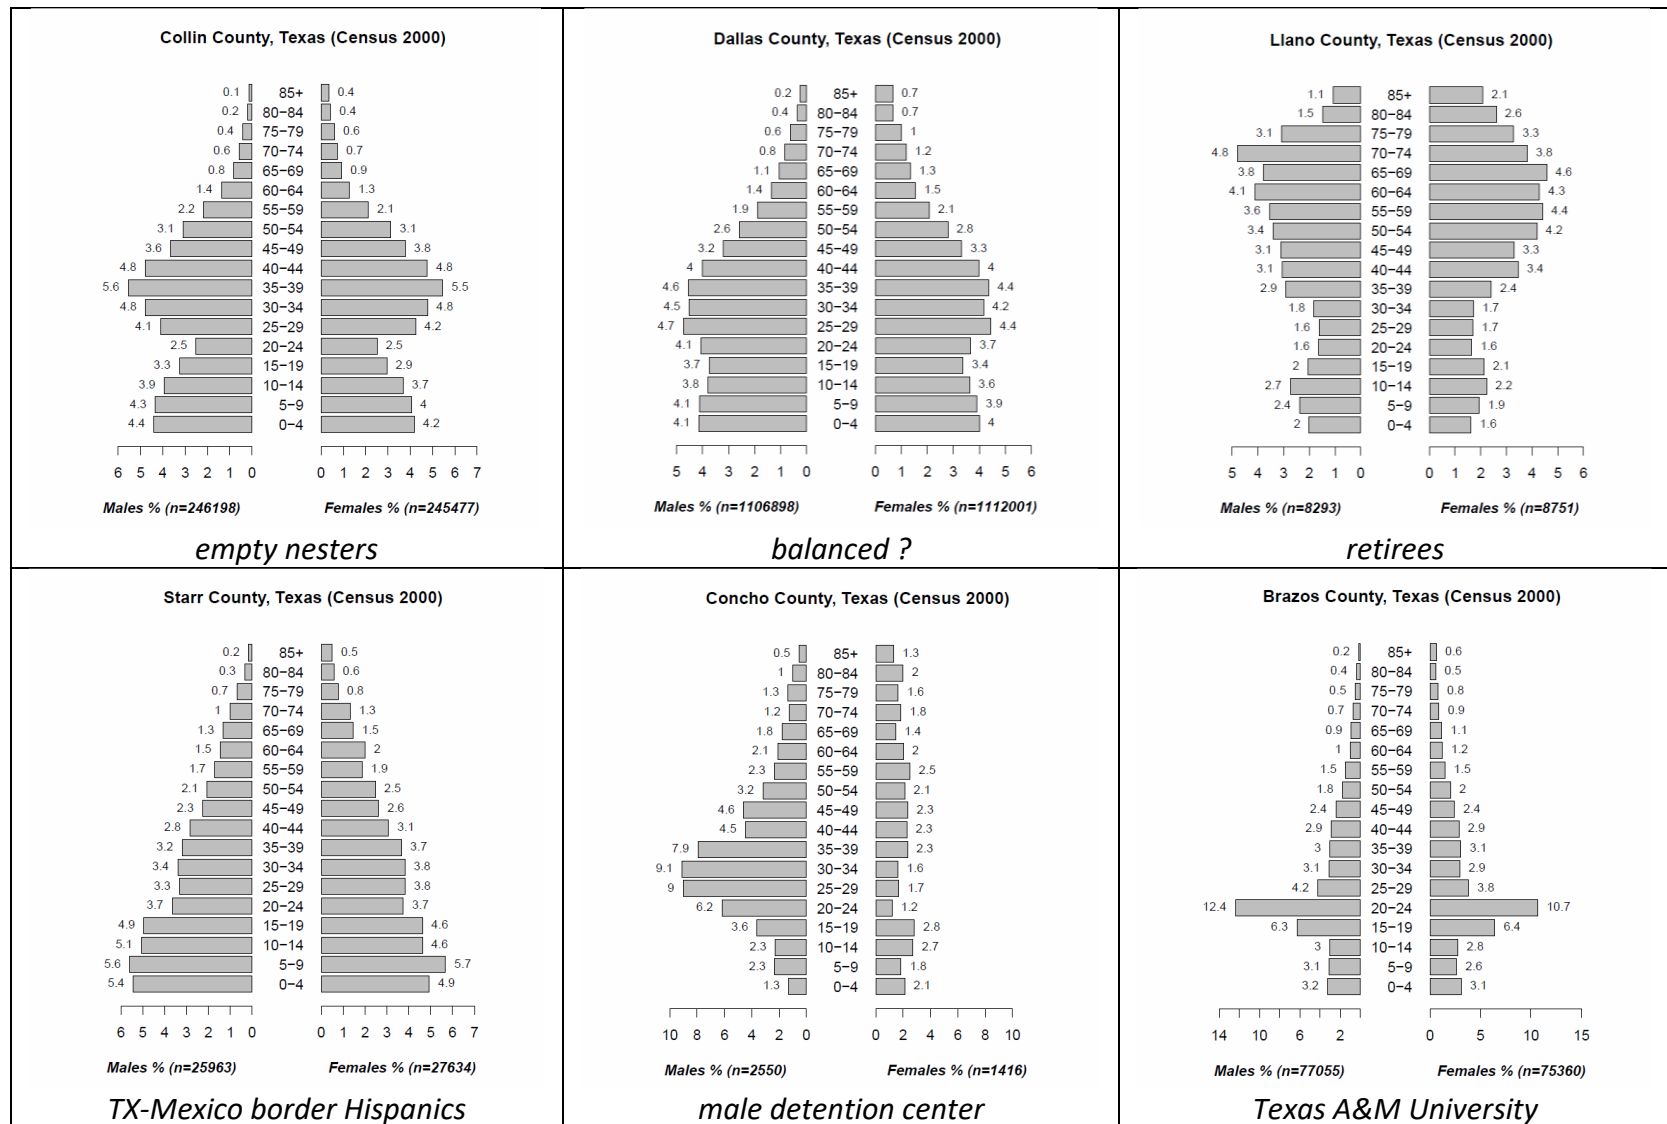 Collin County, Texas (Census 2000)
0.1 85+ 0.4
0.2 80−84 0.4
0.4 75−79 0.6
0.6 70−74 0.7
0.8 65−69 0.9
1.4 60−64 1.3
2.2 55−59 2.1
3.1 50−54 3.1
3.6 45−49 3.8
4.8 40−44 4.8
5.6 35−39 5.5
4.8 30−34 4.8
4.1 25−29 4.2
2.5 20−24 2.5
3.3 15−19 2.9
3.9 10−14 3.7
4.3 5−9 4
4.4 0−4 4.2
6 5 4 3 2 1 0 0 1 2 3 4 5 6 7
Males % (n=246198) Females % (n=245477)
empty nesters
Dallas County, Texas (Census 2000)
0.2 85+ 0.7
0.4 80−84 0.7
0.6 75−79 1
0.8 70−74 1.2
1.1 65−69 1.3
1.4 60−64 1.5
1.9 55−59 2.1
2.6 50−54 2.8
3.2 45−49 3.3
4 40−44 4
4.6 35−39 4.4
4.5 30−34 4.2
4.7 25−29 4.4
4.1 20−24 3.7
3.7 15−19 3.4
3.8 10−14 3.6
4.1 5−9 3.9
4.1 0−4 4
5 4 3 2 1 0 0 1 2 3 4 5 6
Males % (n=1106898) Females % (n=1112001)
balanced ?
Llano County, Texas (Census 2000)
1.1 85+ 2.1
1.5 80−84 2.6
3.1 75−79 3.3
4.8 70−74 3.8
3.8 65−69 4.6
4.1 60−64 4.3
3.6 55−59 4.4
3.4 50−54 4.2
3.1 45−49 3.3
3.1 40−44 3.4
2.9 35−39 2.4
1.8 30−34 1.7
1.6 25−29 1.7
1.6 20−24 1.6
2 15−19 2.1
2.7 10−14 2.2
2.4 5−9 1.9
2 0−4 1.6
5 4 3 2 1 0 0 1 2 3 4 5 6
Males % (n=8293) Females % (n=8751)
retirees
Starr County, Texas (Census 2000)
0.2 85+ 0.5
0.3 80−84 0.6
0.7 75−79 0.8
1 70−74 1.3
1.3 65−69 1.5
1.5 60−64 2
1.7 55−59 1.9
2.1 50−54 2.5
2.3 45−49 2.6
2.8 40−44 3.1
3.2 35−39 3.7
3.4 30−34 3.8
3.3 25−29 3.8
3.7 20−24 3.7
4.9 15−19 4.6
5.1 10−14 4.6
5.6 5−9 5.7
5.4 0−4 4.9
6 5 4 3 2 1 0 0 1 2 3 4 5 6 7
Males % (n=25963) Females % (n=27634)
TX-Mexico border Hispanics
Concho County, Texas (Census 2000)
0.5 85+ 1.3
1 80−84 2
1.3 75−79 1.6
1.2 70−74 1.8
1.8 65−69 1.4
2.1 60−64 2
2.3 55−59 2.5
3.2 50−54 2.1
4.6 45−49 2.3
4.5 40−44 2.3
7.9 35−39 2.3
9.1 30−34 1.6
9 25−29 1.7
6.2 20−24 1.2
3.6 15−19 2.8
2.3 10−14 2.7
2.3 5−9 1.8
1.3 0−4 2.1
10 8 6 4 2 0 0 2 4 6 8 10
Males % (n=2550) Females % (n=1416)
male detention center
Brazos County, Texas (Census 2000)
0.2 85+ 0.6
0.4 80−84 0.5
0.5 75−79 0.8
0.7 70−74 0.9
0.9 65−69 1.1
1 60−64 1.2
1.5 55−59 1.5
1.8 50−54 2
2.4 45−49 2.4
2.9 40−44 2.9
3 35−39 3.1
3.1 30−34 2.9
4.2 25−29 3.8
12.4 20−24 10.7
6.3 15−19 6.4
3 10−14 2.8
3.1 5−9 2.6
3.2 0−4 3.1
14 10 6 2 0 5 10 15
Males % (n=77055) Females % (n=75360)
Texas A&M University